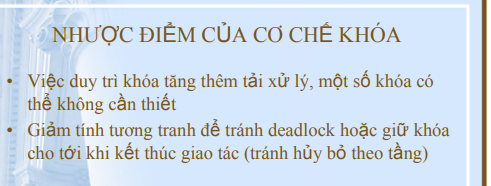 NHƯỢC ĐIỂM CỦA CƠ CHẾ KHÓA
• Việc duy trì khóa tăng thêm tải xử lý, một số khóa có
thể không cần thiết
• Giảm tính tương tranh để tránh deadlock hoặc giữ khóa
cho tới khi kết thúc giao tác (tránh hủy bỏ theo tầng)